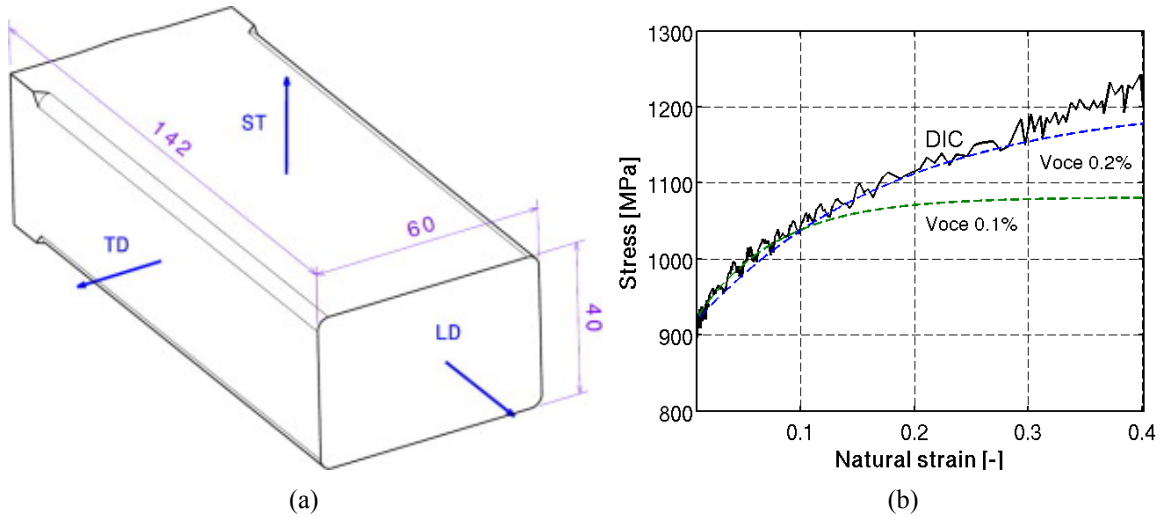 ST
142
TD
60
40
LD
(a)
1300
1200
1100
1000
900
800
Stress [MPa]
DIC
Voce 0.2%
Voce 0.1%
0.1 0.2 0.3 0.4
Natural strain [-]
(b)